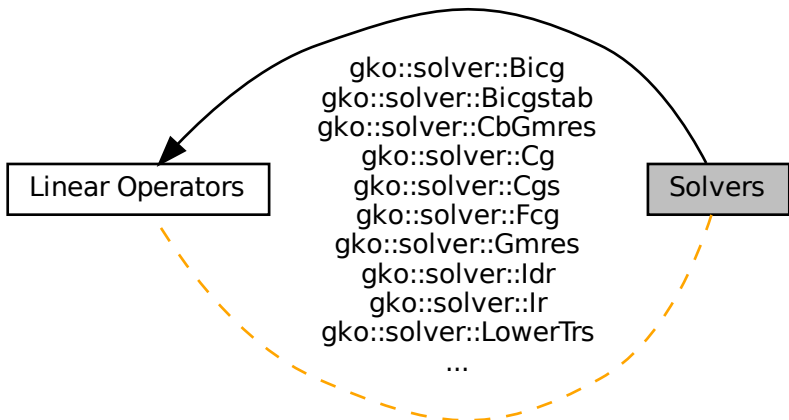 gko::solver::Bicg
gko::solver::Bicgstab
gko::solver::CbGmres
gko::solver::Cg
Linear Operators
gko::solver::Cgs
Solvers
gko::solver::Fcg
gko::solver::Gmres
gko::solver::Idr
gko::solver::Ir
gko::solver::LowerTrs
...